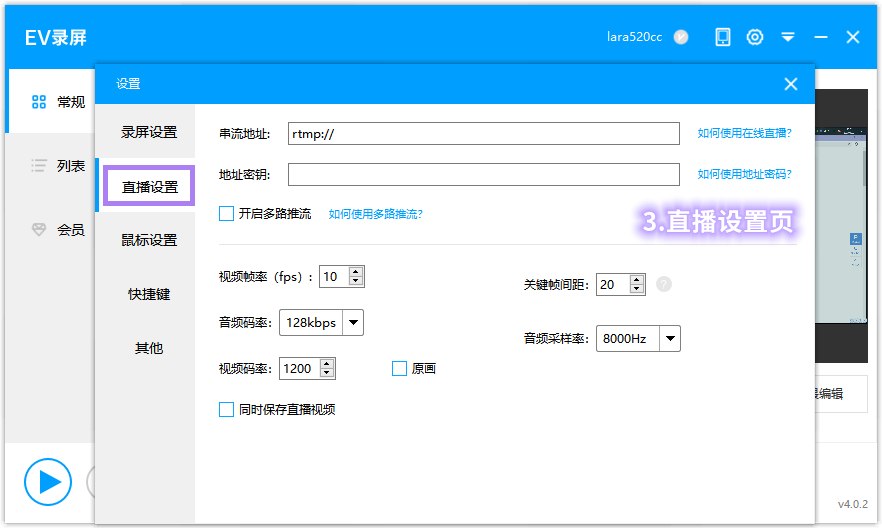 EV录屏
lara520cc
设置
常规
列表
会员
录屏设置
直播设置
鼠标设置
快捷键
其他
串流地址: rtmp:// 如何使用在线直播?
地址密钥: 如何使用地址密码?
开启多路推流 如何使用多路推流?
3.直播设置页
视频帧率（fps）: 10
关键帧间距: 20 ?
音频码率: 128kbps
音频采样率: 8000Hz
视频码率: 1200 原画
同时保存直播视频
编辑
v4.0.2